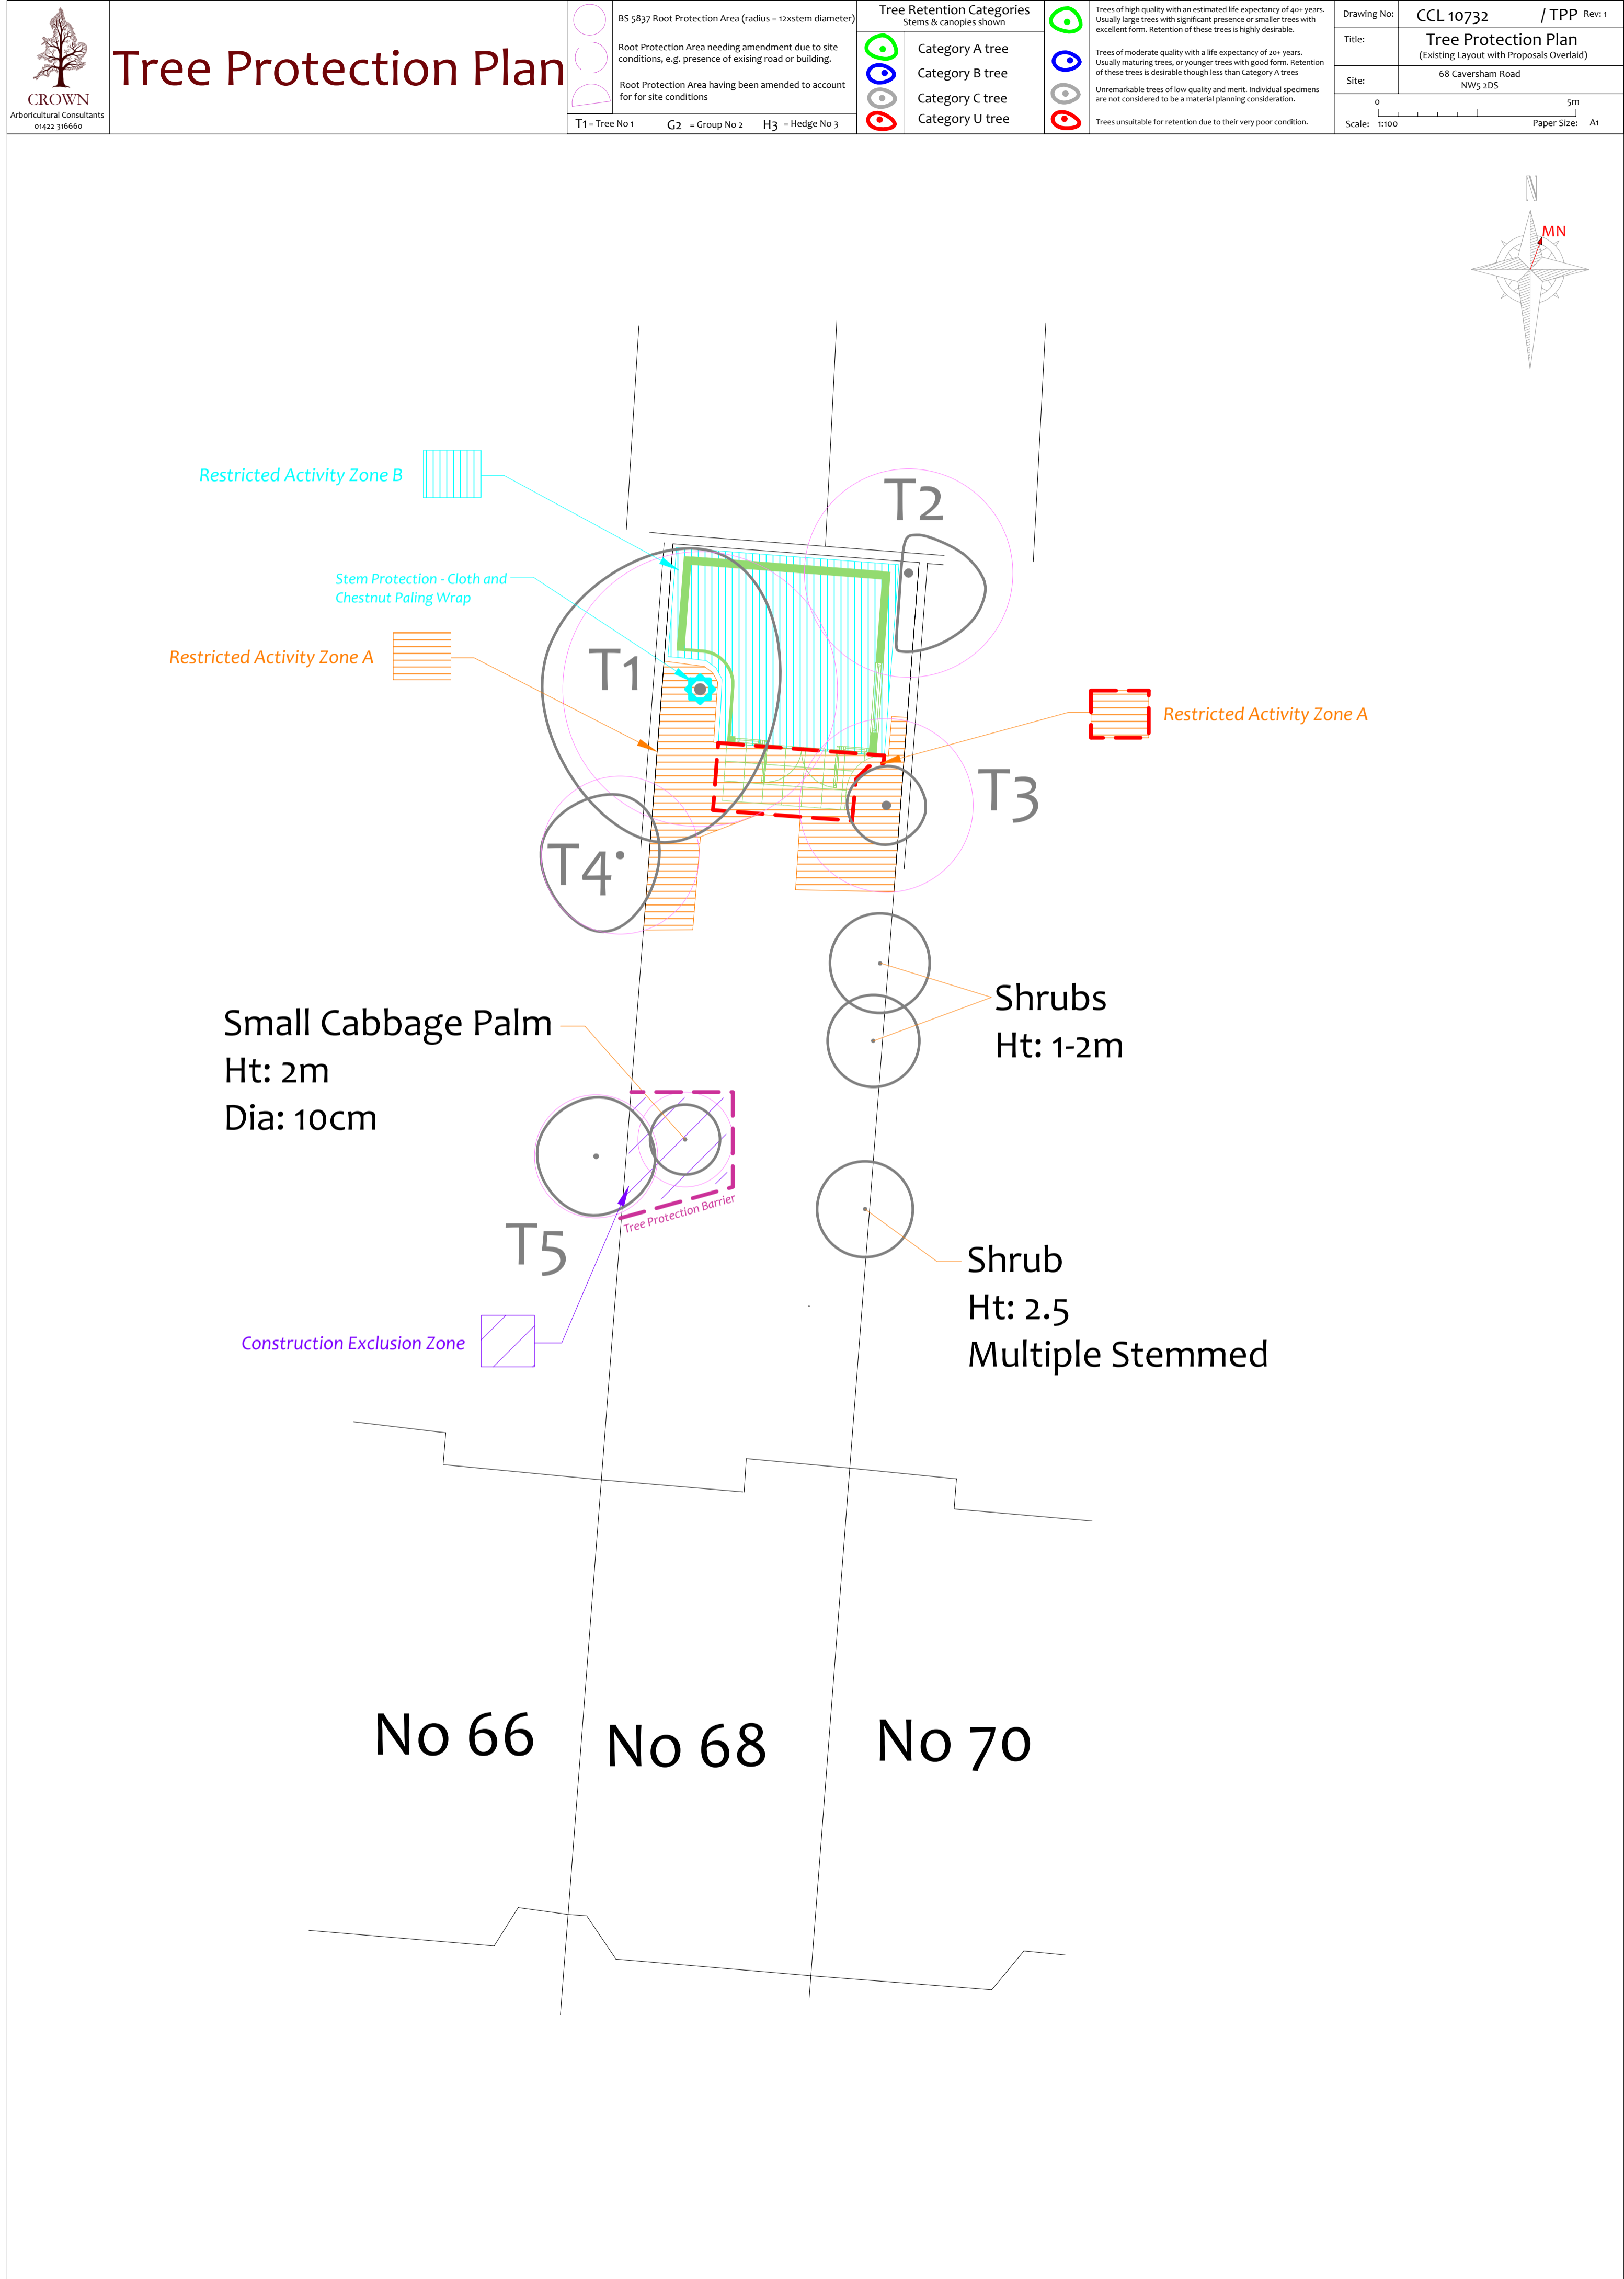 CROWN
Arboricultural Consultants
01422 316660
Tree Protection Plan
BS 5837 Root Protection Area (radius = 12xstem diameter)
Root Protection Area needing amendment due to site
conditions, e.g. presence of exising road or building.
Root Protection Area having been amended to account
for for site conditions
T1 = Tree No 1 G2 = Group No 2 H3 = Hedge No 3
Tree Retention Categories
Stems & canopies shown
Category A tree
Category B tree
Category C tree
Category U tree
Trees of high quality with an estimated life expectancy of 40+ years.
Usually large trees with significant presence or smaller trees with
excellent form. Retention of these trees is highly desirable.
Trees of moderate quality with a life expectancy of 20+ years.
Usually maturing trees, or younger trees with good form. Retention
of these trees is desirable though less than Category A trees
Unremarkable trees of low quality and merit. Individual specimens
are not considered to be a material planning consideration.
Trees unsuitable for retention due to their very poor condition.
Drawing No: CCL 10732 / TPP Rev: 1
Title: Tree Protection Plan
(Existing Layout with Proposals Overlaid)
Site: 68 Caversham Road
NW5 2DS
0 5m
Scale: 1:100 Paper Size: A1
N
MN
Restricted Activity Zone B
T2
Stem Protection - Cloth and
Chestnut Paling Wrap
Restricted Activity Zone A
T1
Restricted Activity Zone A
T3
T4
Small Cabbage Palm
Ht: 2m
Dia: 10cm
Shrubs
Ht: 1-2m
Tree Protection Barrier
T5
Shrub
Ht: 2.5
Multiple Stemmed
Construction Exclusion Zone
No 66
No 68
No 70